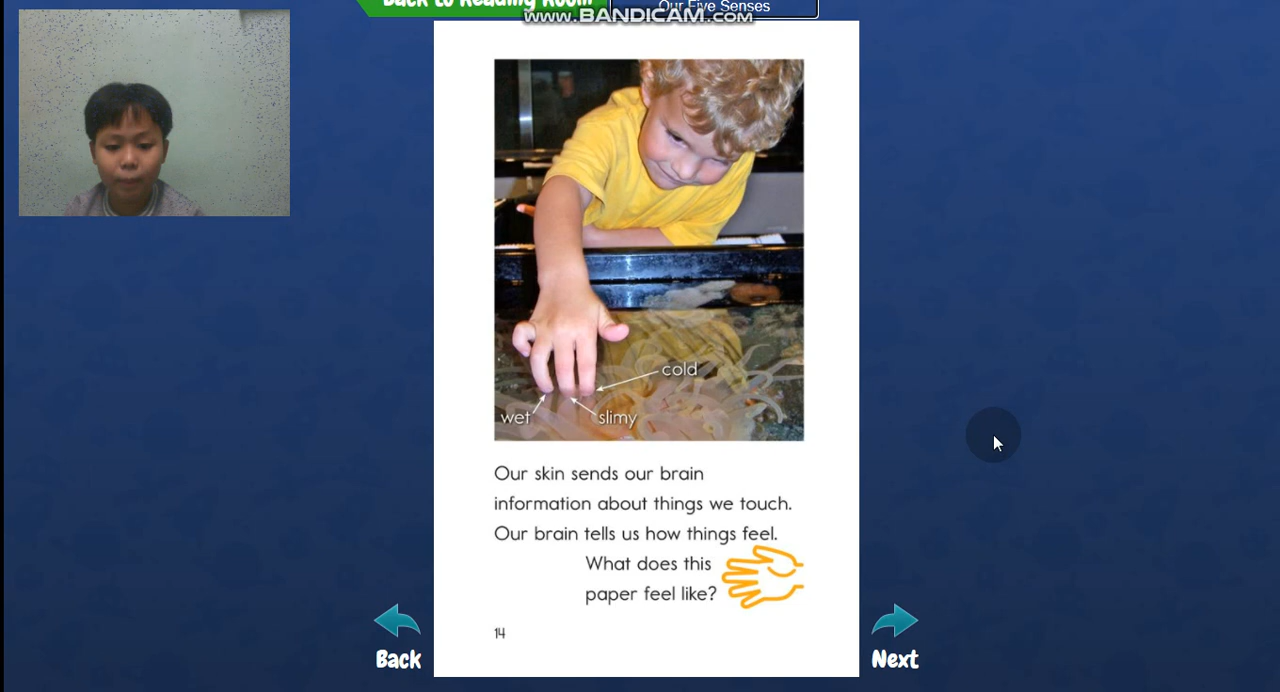 Back to Reading Room
Our Five Senses
www.BANDICAM.com
cold
wet
slimy
Our skin sends our brain
information about things we touch.
Our brain tells us how things feel.
What does this
paper feel like?
14
Back
Next